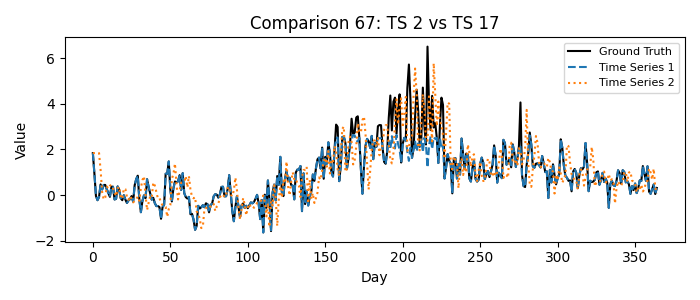 Comparison 67: TS 2 vs TS 17
Ground Truth
Time Series 1
Time Series 2
Value
6
4
2
0
−2
0
50
100
150
200
250
300
350
Day